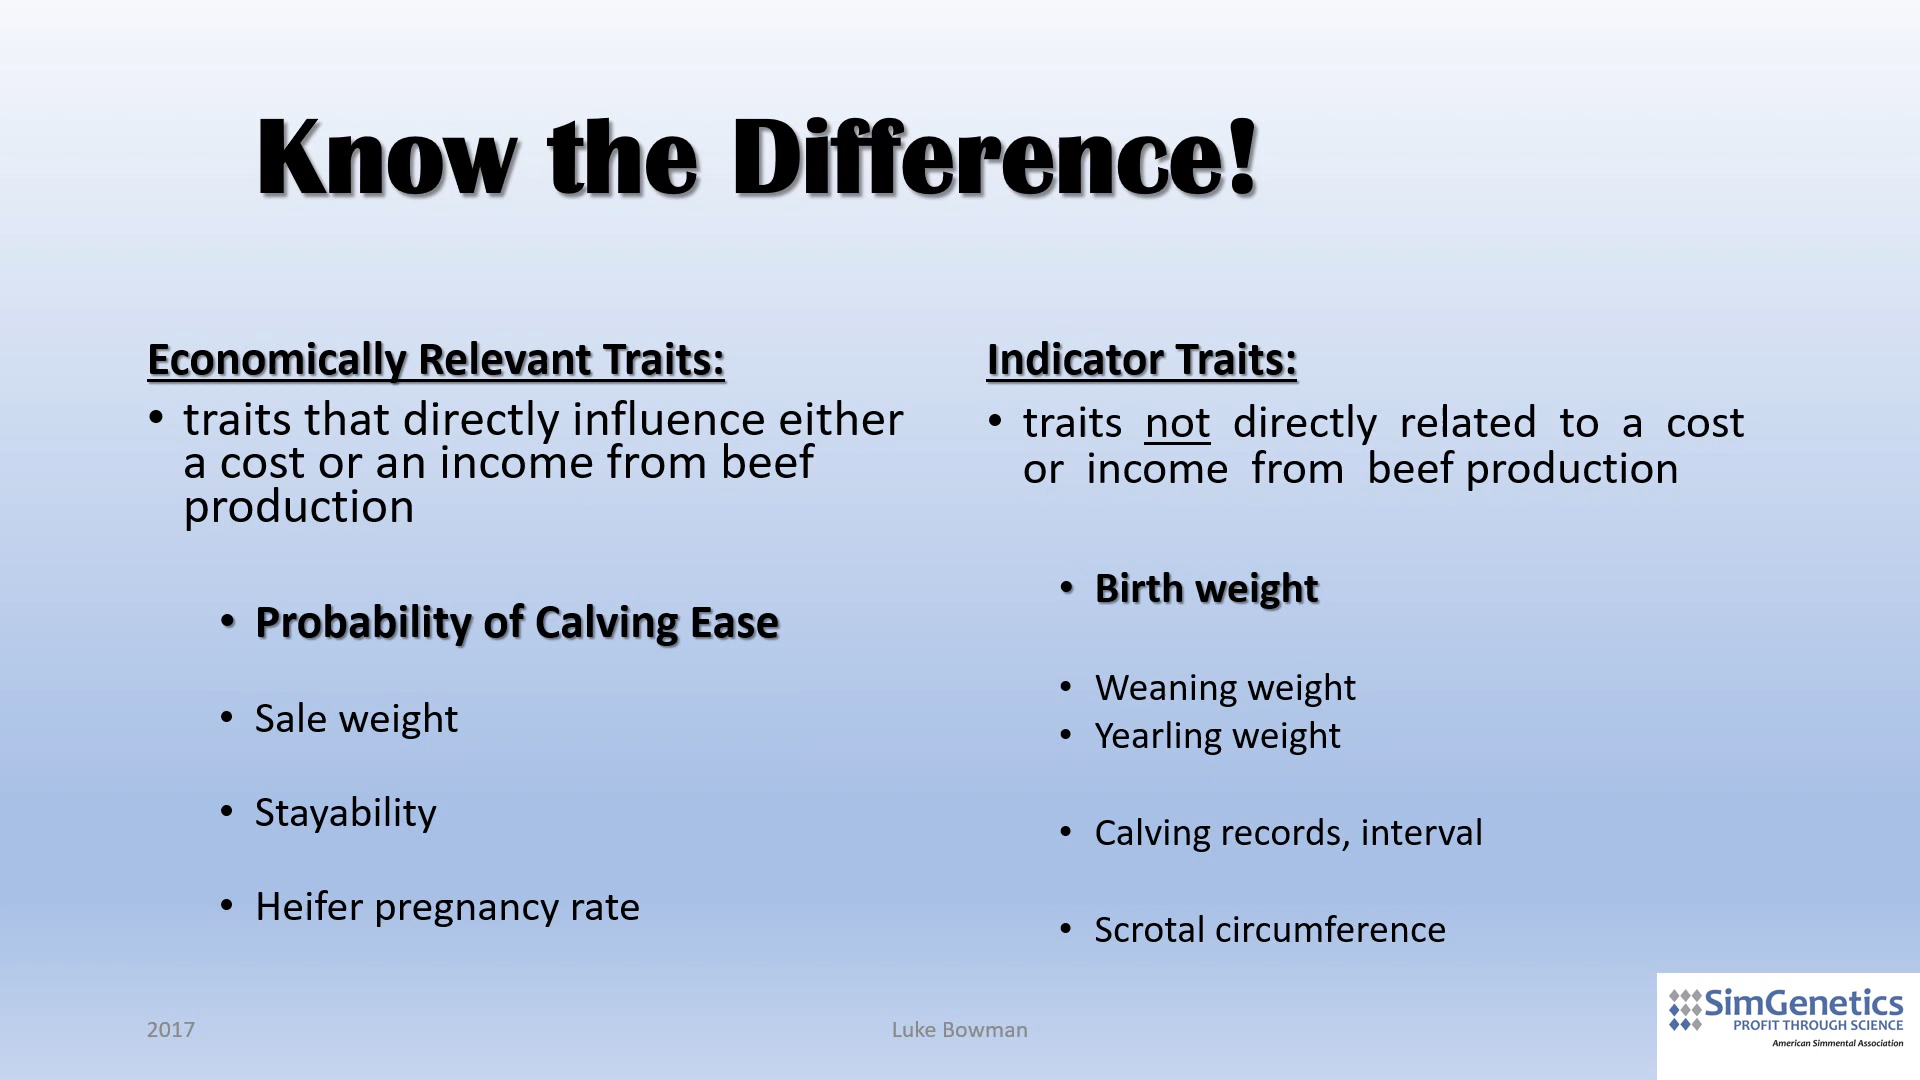 Know the Difference!
Economically Relevant Traits:
• traits that directly influence either
a cost or an income from beef
production
• Probability of Calving Ease
• Sale weight
• Stayability
• Heifer pregnancy rate
Indicator Traits:
• traits not directly related to a cost
or income from beef production
• Birth weight
• Weaning weight
• Yearling weight
• Calving records, interval
• Scrotal circumference
2017
Luke Bowman
SimGenetics
PROFIT THROUGH SCIENCE
American Simmental Association